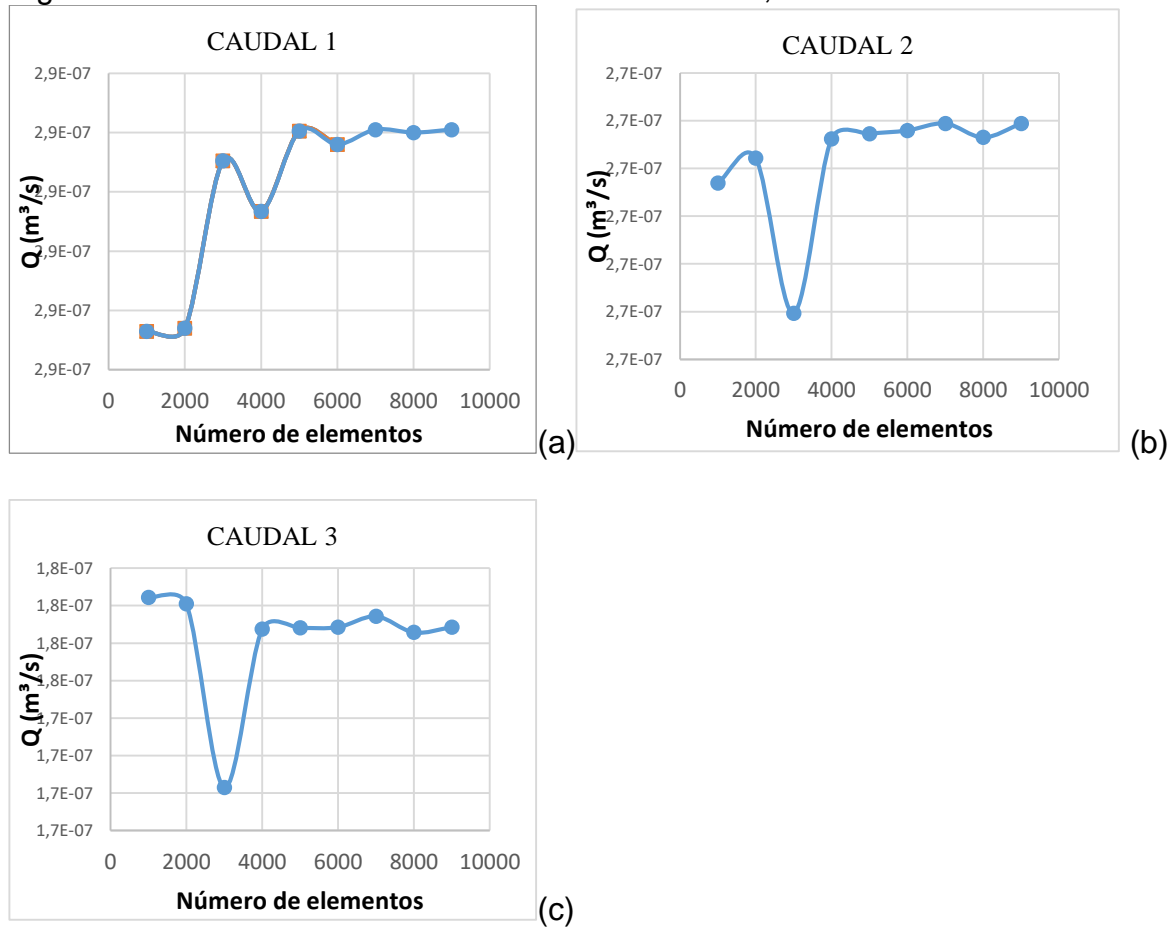 CAUDAL 1
2,9E-07
2,9E-07
2,9E-07
2,9E-07
2,9E-07
2,9E-07
Q (m³/s)
0 2000 4000 6000 8000 10000
Número de elementos
(a)
CAUDAL 2
2,7E-07
2,7E-07
2,7E-07
2,7E-07
2,7E-07
2,7E-07
2,7E-07
Q (m³/s)
0 2000 4000 6000 8000 10000
Número de elementos
(b)
CAUDAL 3
1,8E-07
1,8E-07
1,8E-07
1,8E-07
1,7E-07
1,7E-07
1,7E-07
1,7E-07
Q (m³/s)
0 2000 4000 6000 8000 10000
Número de elementos
(c)